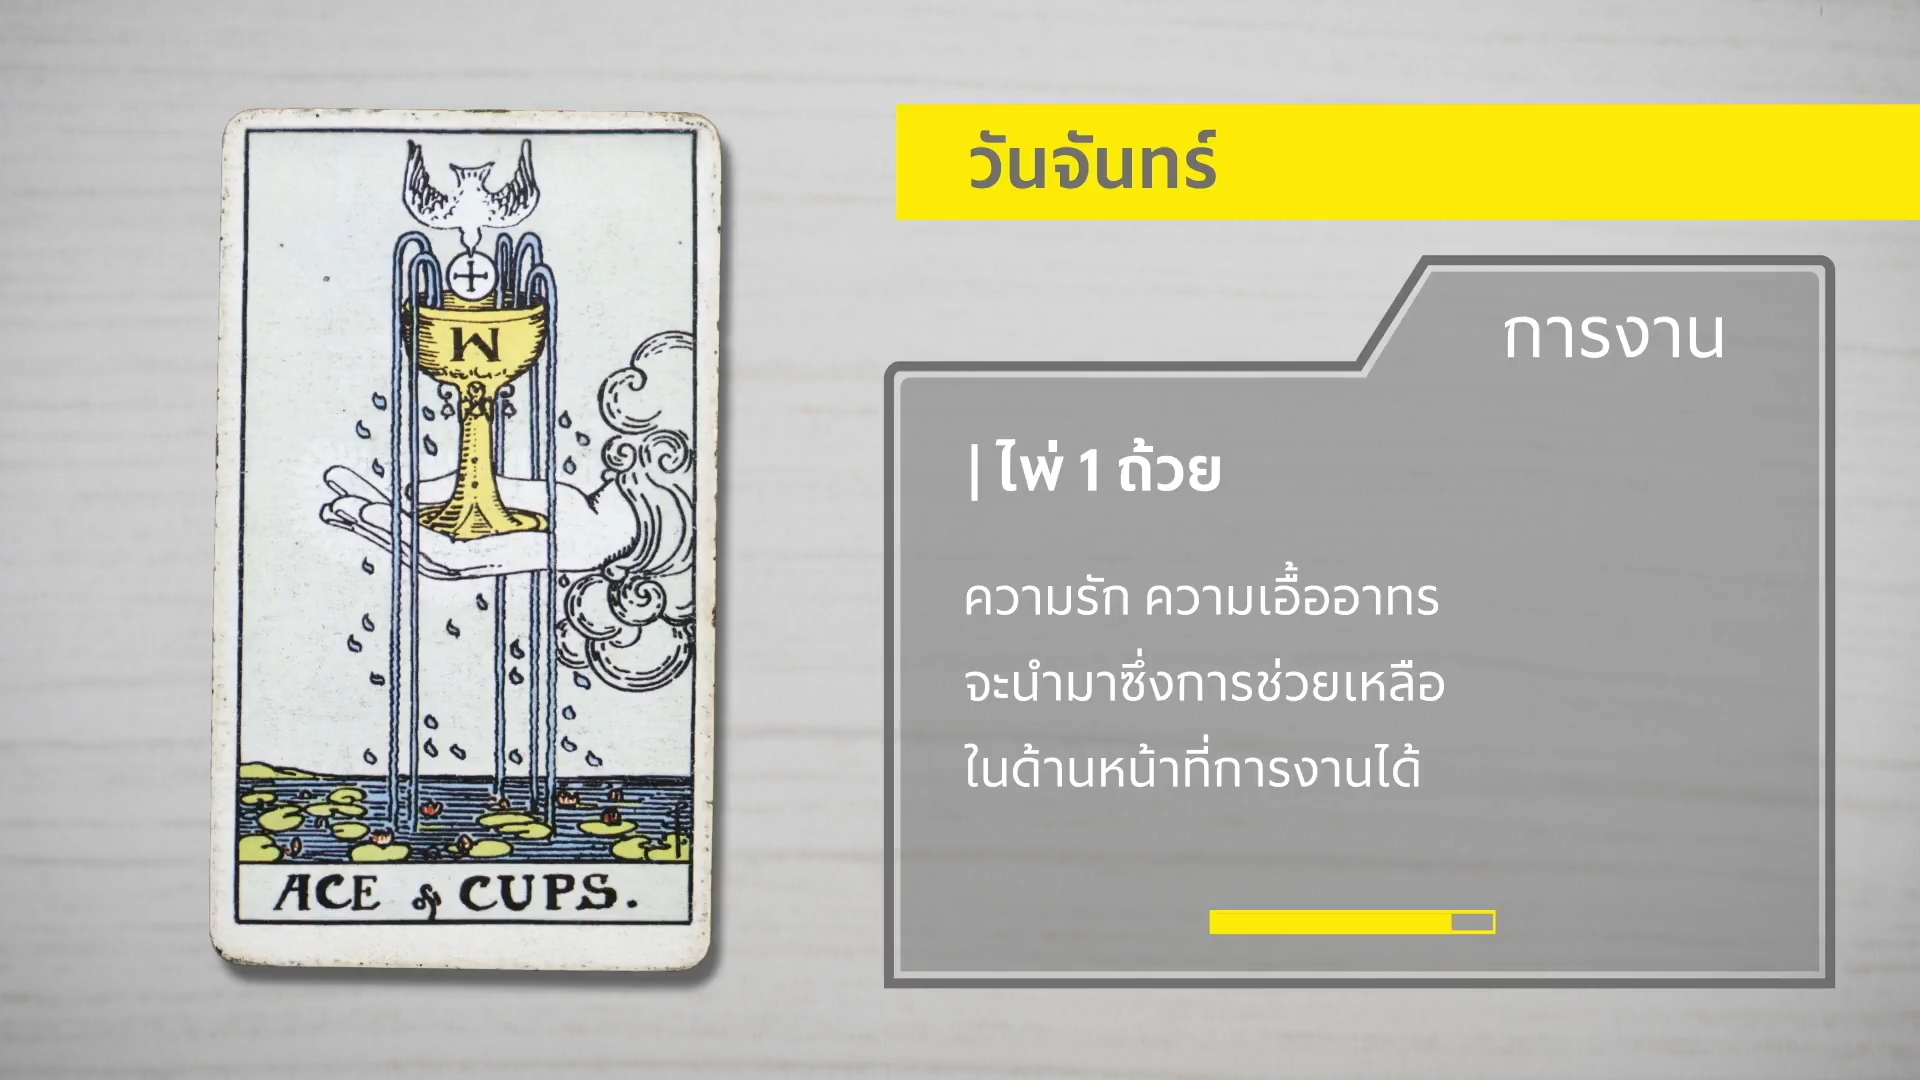 วันจันทร์
การงาน
| ไพ่ 1 ถ้วย
ความรัก ความเอื้ออาทร
จะนำมาซึ่งการช่วยเหลือ
ในด้านหน้าที่การงานได้
W
ACE of CUPS.